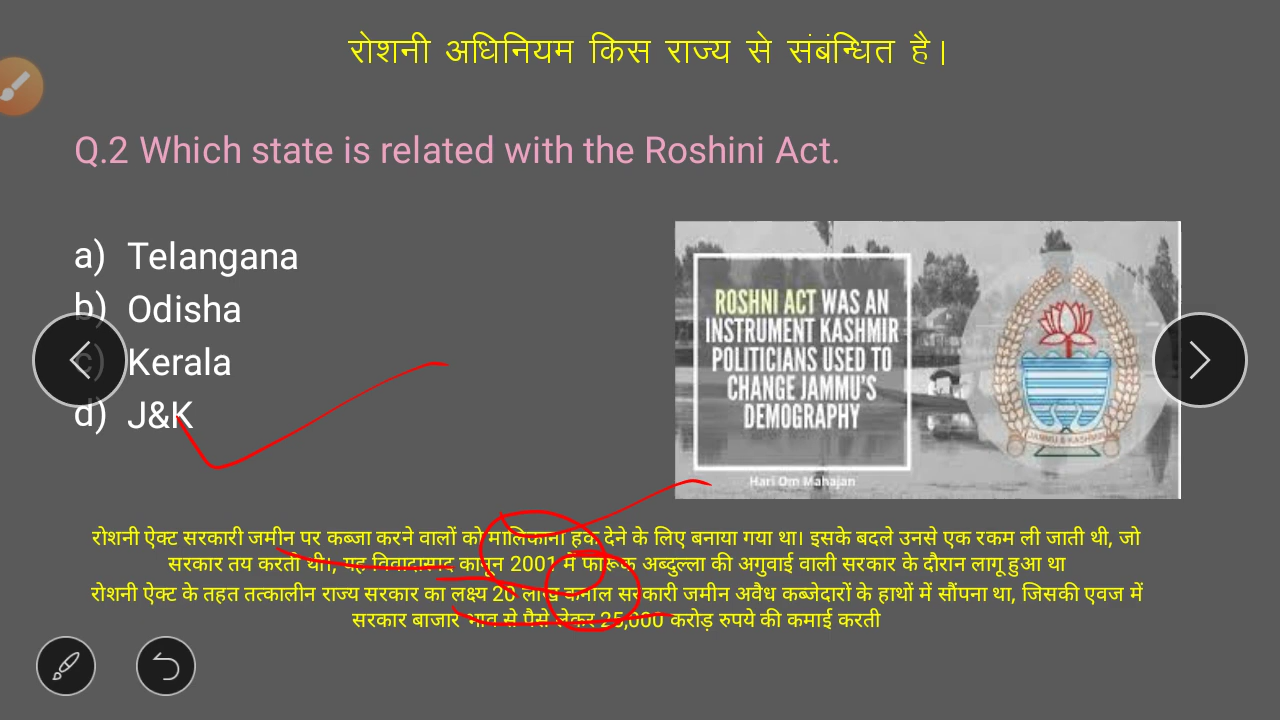 रोशनी अधिनियम किस राज्य से संबंन्धित है।
Q.2 Which state is related with the Roshini Act.
a) Telangana
b) Odisha
c) Kerala
d) J&K
ROSHNI ACT WAS AN
INSTRUMENT KASHMIR
POLITICIANS USED TO
CHANGE JAMMU'S
DEMOGRAPHY
Hari Om Mahajan
JAMMU & KASHMIR
रोशनी ऐक्ट सरकारी जमीन पर कब्जा करने वालों को मालिकाना हक देने के लिए बनाया गया था। इसके बदले उनसे एक रकम ली जाती थी, जो
सरकार तय करती थी।, यह विवादास्पद कानून 2001 में फारूक अब्दुल्ला की अगुवाई वाली सरकार के दौरान लागू हुआ था
रोशनी ऐक्ट के तहत तत्कालीन राज्य सरकार का लक्ष्य 20 लाख कनाल सरकारी जमीन अवैध कब्जेदारों के हाथों में सौंपना था, जिसकी एवज में
सरकार बाजार भाव से पैसे लेकर 25,000 करोड़ रुपये की कमाई करती